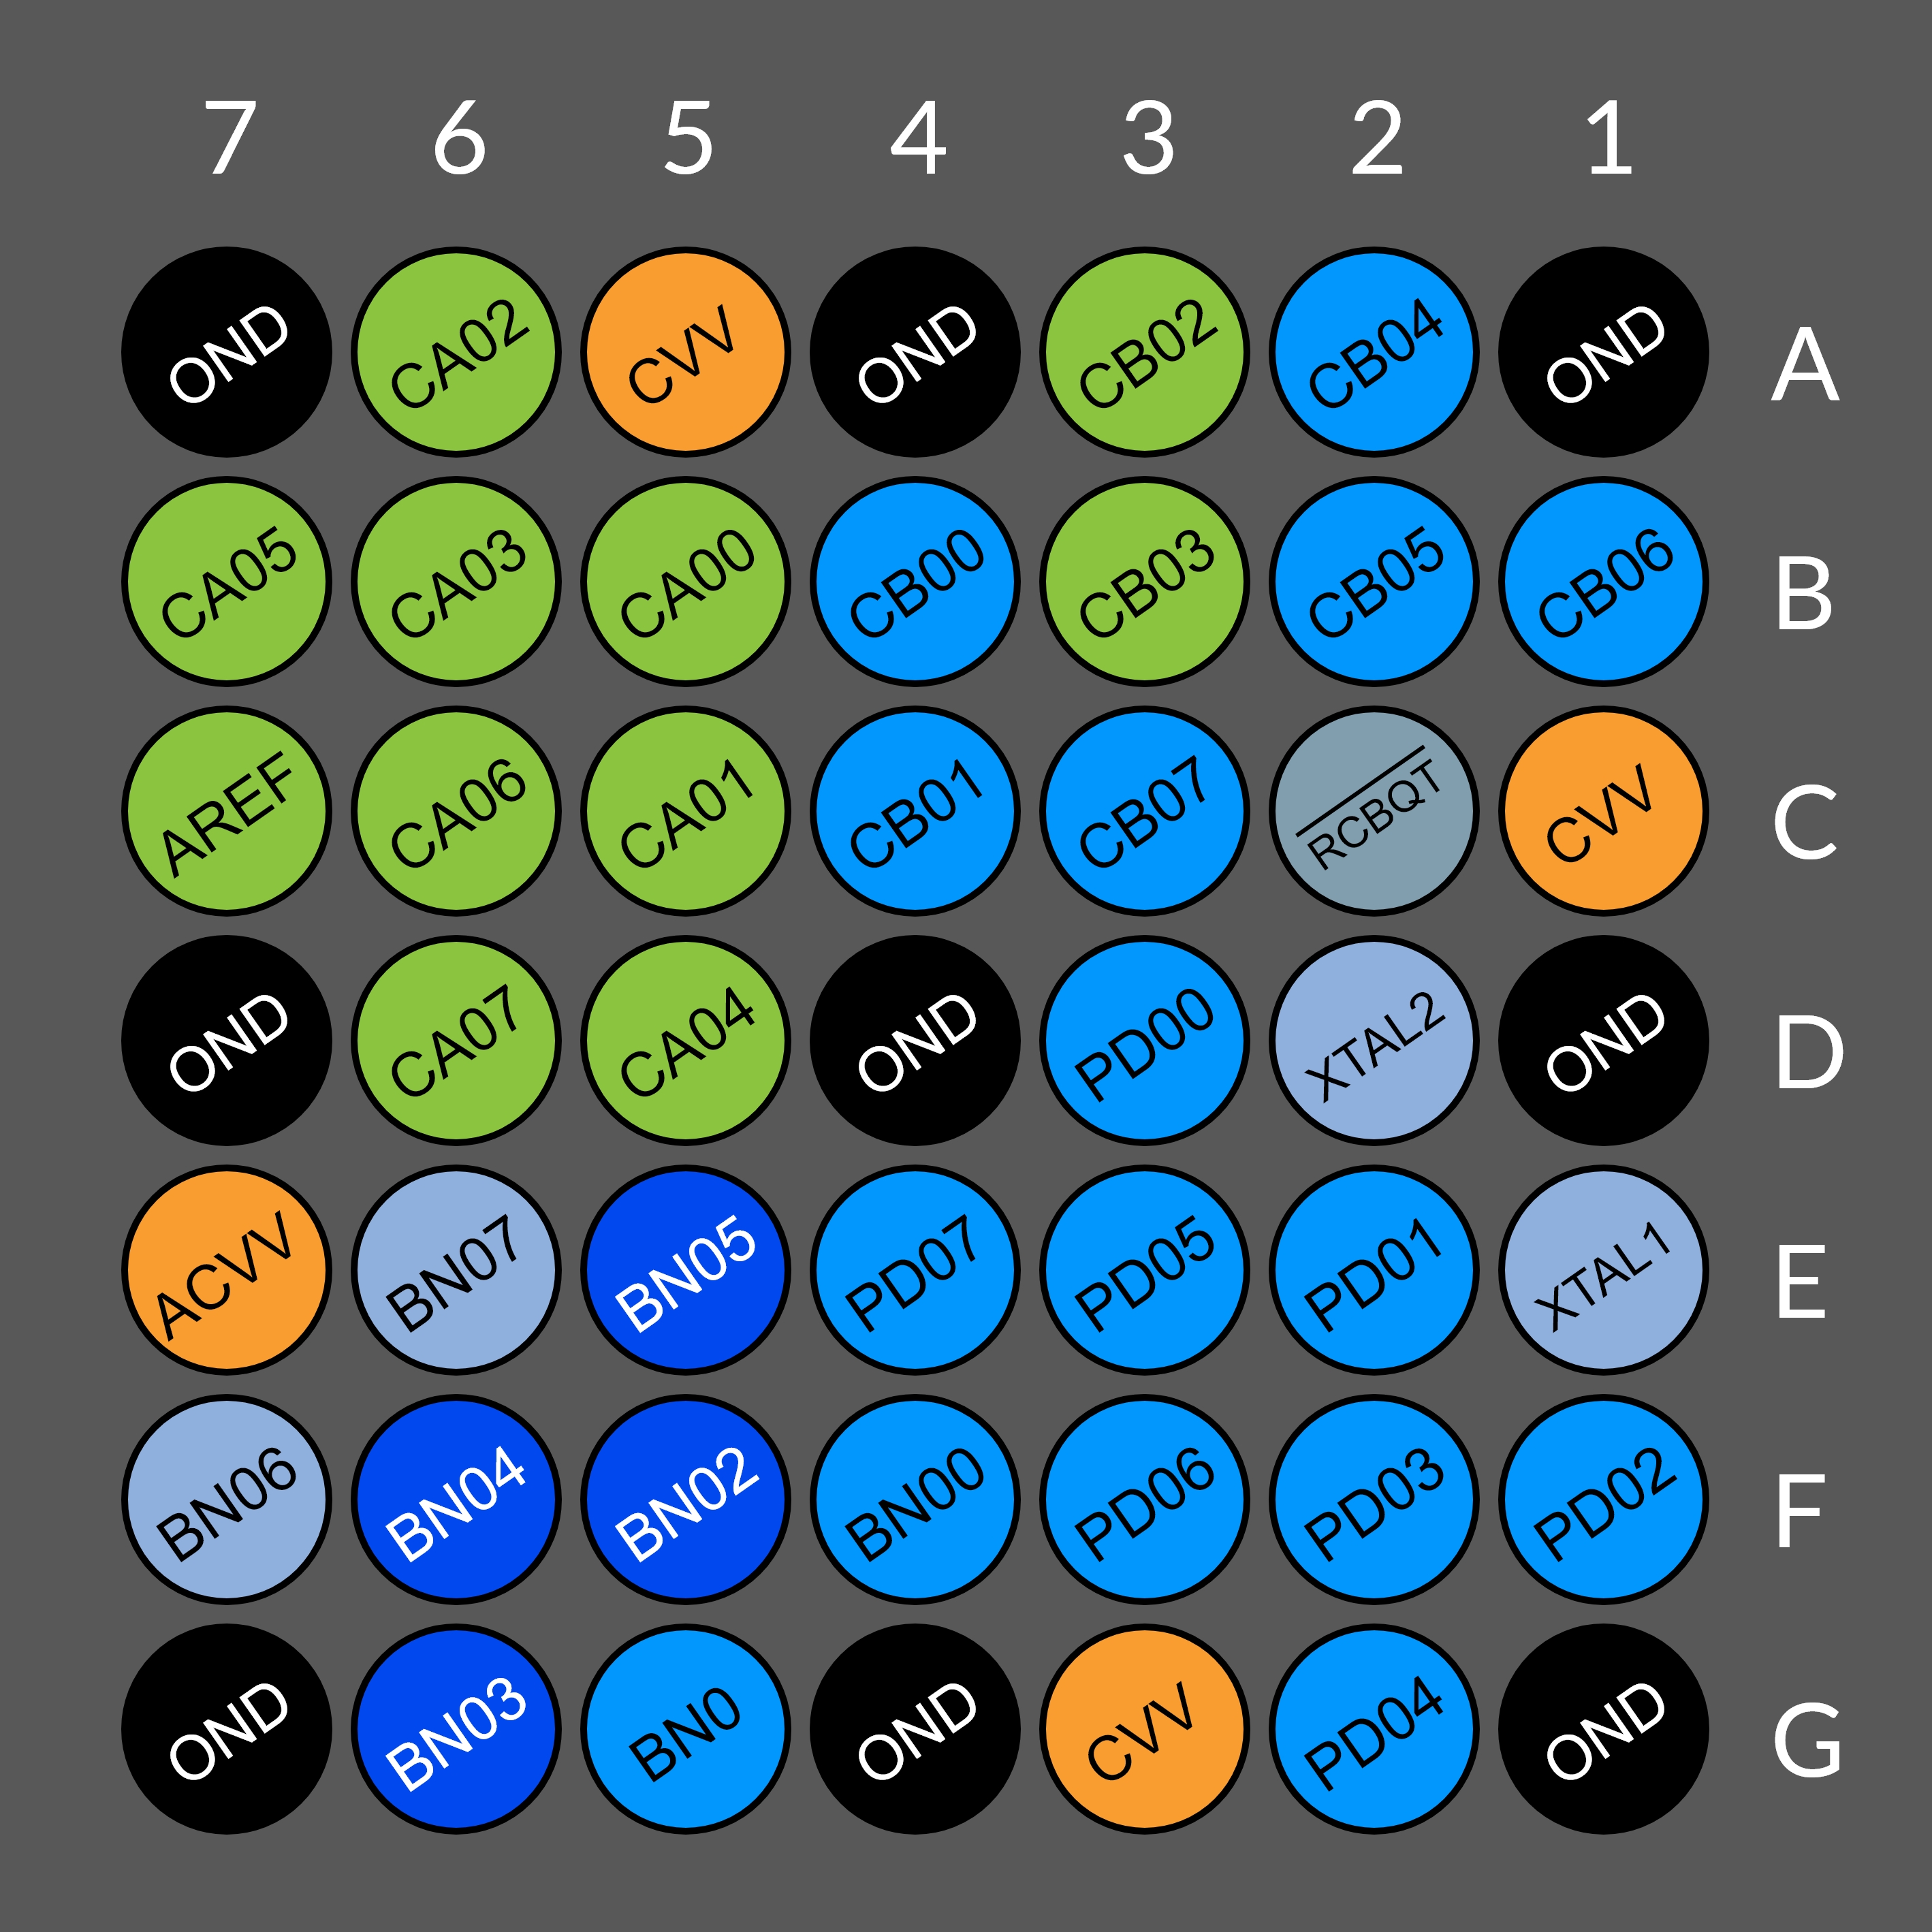 7 6 5 4 3 2 1
OND CA02 CVV OND CB02 CB04 OND A
CA05 CA03 CA00 CB00 CB03 CB05 CB06 B
AREF CA06 CA01 CB01 CB07 CVV C
OND CA07 CA04 OND PD00 XTAL2 OND D
ACVV BN07 BN05 PD07 PD05 PD01 XTAL1 E
BN06 BN04 BN02 BN00 PD06 PD03 PD02 F
OND BN03 BN0 OND CVV PD04 OND G